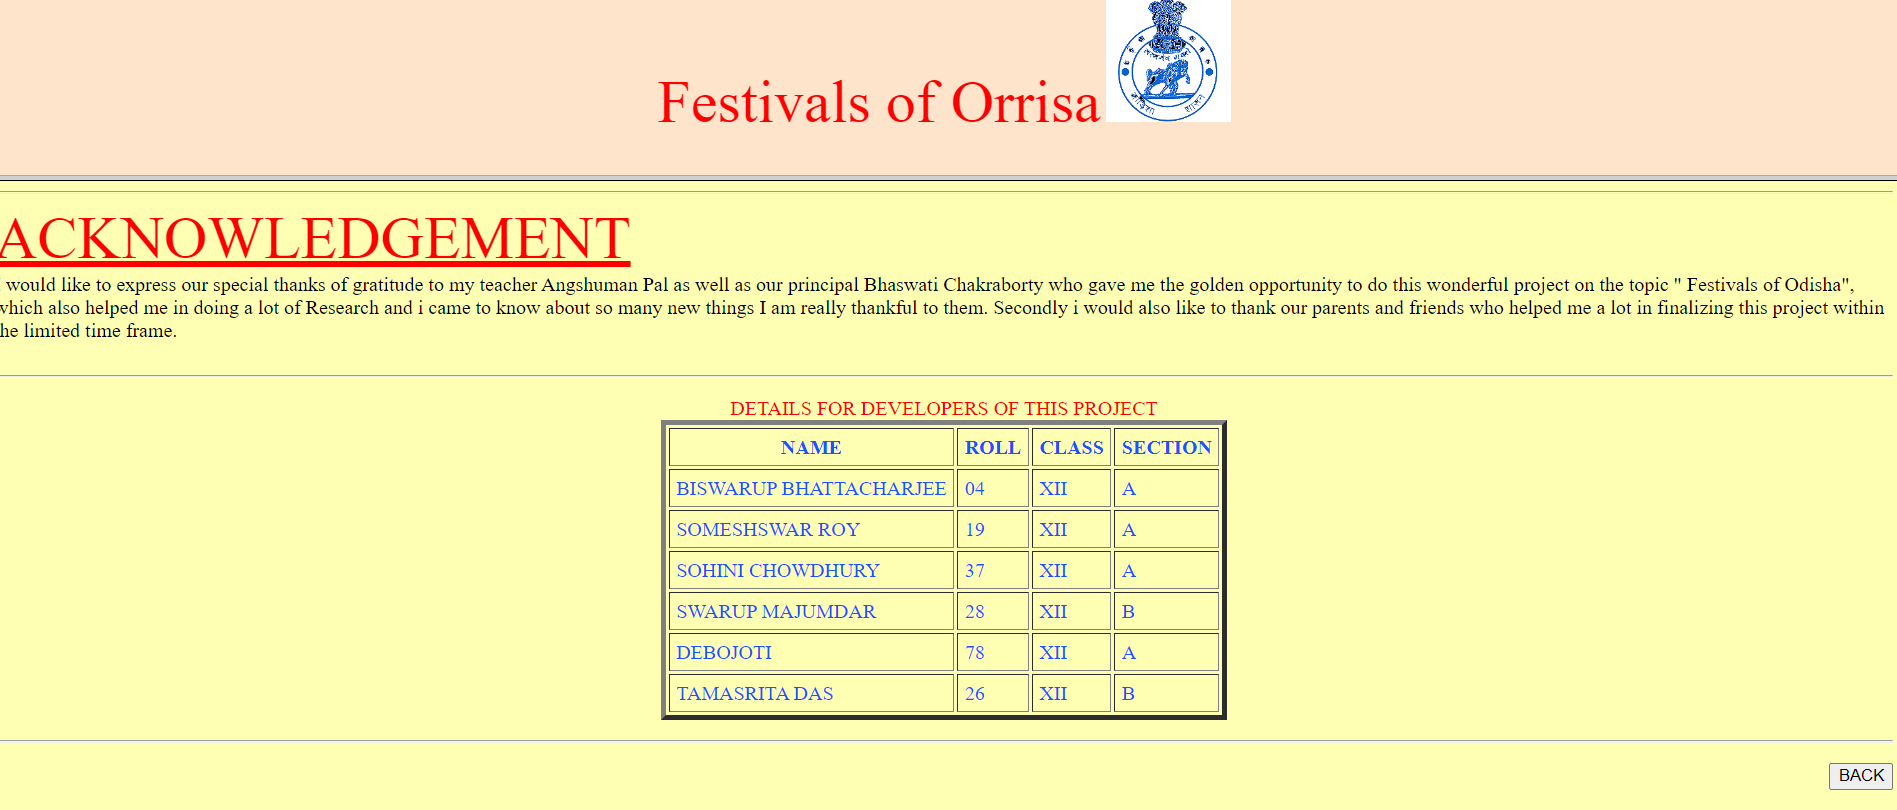 Festivals of Orrisa
ACKNOWLEDGEMENT
would like to express our special thanks of gratitude to my teacher Angshuman Pal as well as our principal Bhaswati Chakraborty who gave me the golden opportunity to do this wonderful project on the topic " Festivals of Odisha",
which also helped me in doing a lot of Research and i came to know about so many new things I am really thankful to them. Secondly i would also like to thank our parents and friends who helped me a lot in finalizing this project within
he limited time frame.
DETAILS FOR DEVELOPERS OF THIS PROJECT
NAME ROLL CLASS SECTION
BISWARUP BHATTACHARJEE 04 XII A
SOMESHSWAR ROY 19 XII A
SOHINI CHOWDHURY 37 XII A
SWARUP MAJUMDAR 28 XII B
DEBOJOTI 78 XII A
TAMASRITA DAS 26 XII B
BACK